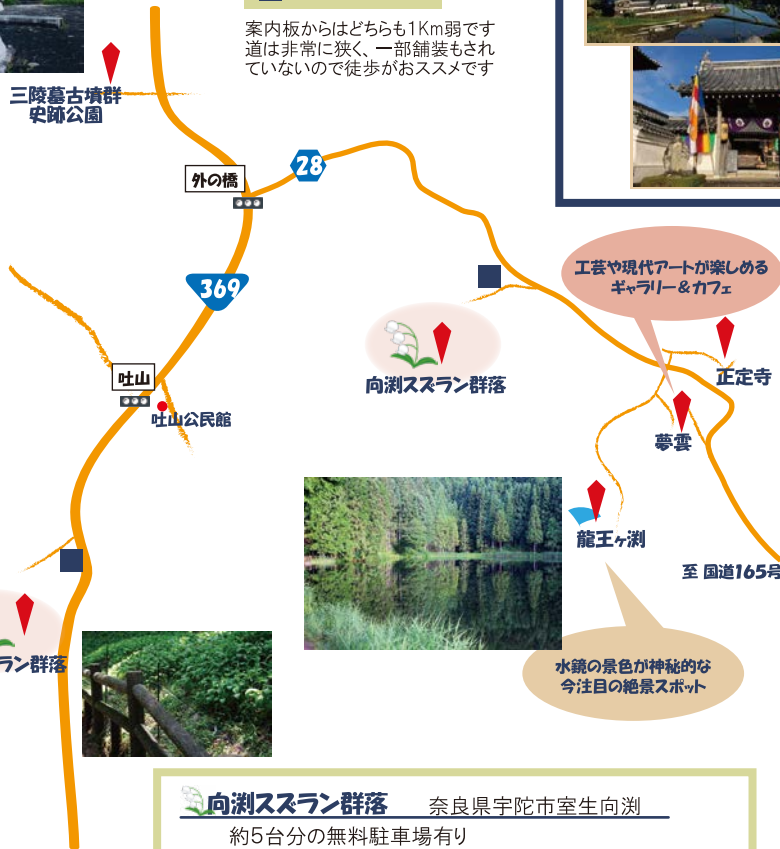 案内板からはどちらも1Km弱です
道は非常に狭く、一部舗装もされ
ていないので徒歩がおススメです
三陵墓古墳群
史跡公園
外の橋
28
369
工芸や現代アートが楽しめる
ギャラリー＆カフェ
向渕スズラン群落
正定寺
吐山
吐山公民館
夢雲
龍王ヶ渕
至 国道165号
ラン群落
水鏡の景色が神秘的な
今注目の絶景スポット
向渕スズラン群落 奈良県宇陀市室生向渕
約5台分の無料駐車場有り